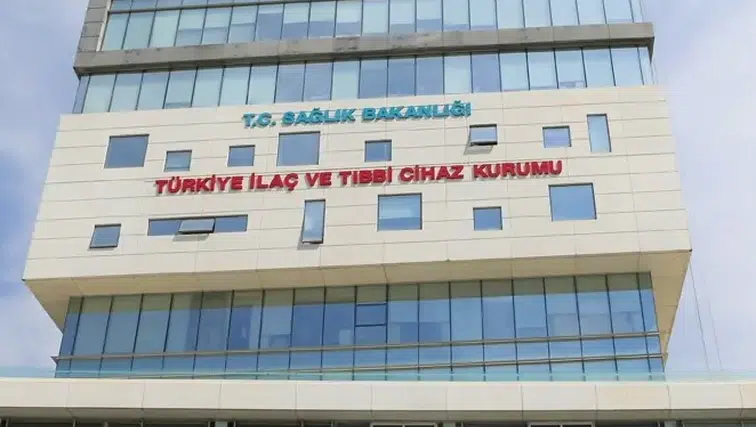 T.C. SAĞLIK BAKANLIĞI
TÜRKİYE İLAÇ VE TIBBİ CİHAZ KURUMU